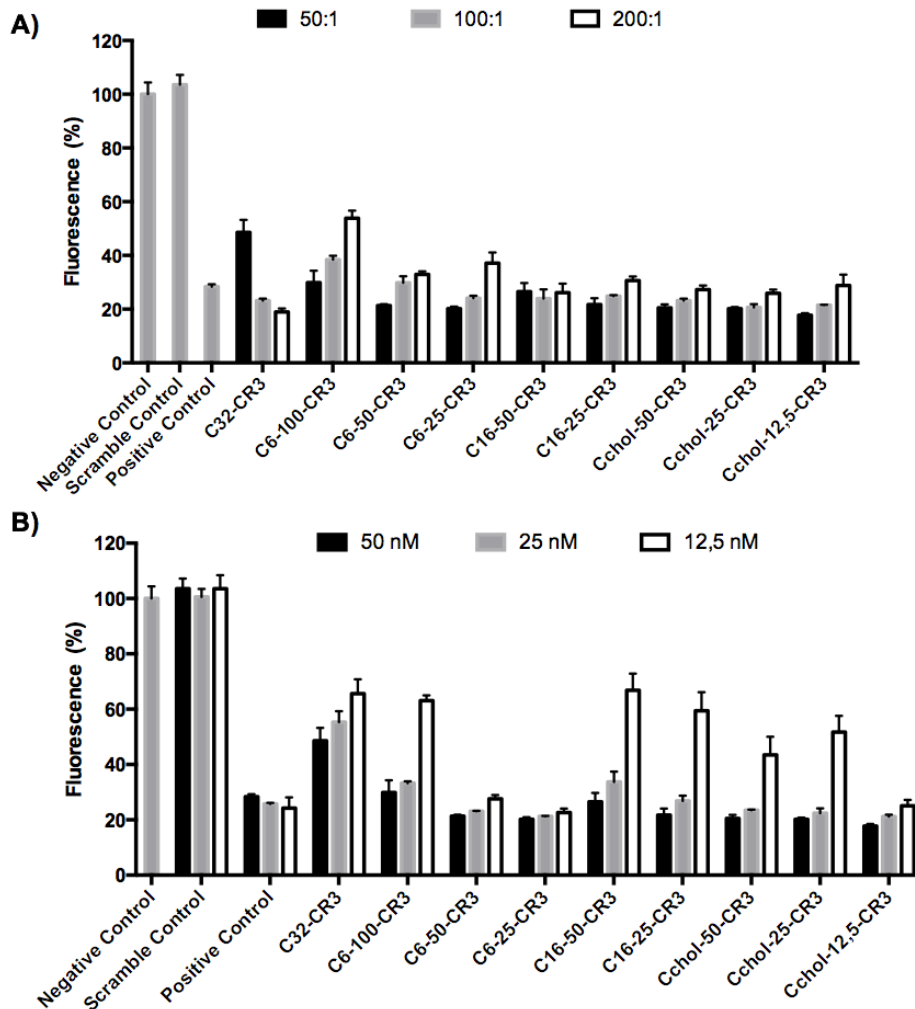 A)
50:1 100:1 200:1
120
100
80
60
40
20
0
Fluorescence (%)
Negative Control
Scramble Control
Positive Control
C32-CR3
C6-100-CR3
C6-50-CR3
C6-25-CR3
C16-50-CR3
C16-25-CR3
Cchol-50-CR3
Cchol-25-CR3
Cchol-12,5-CR3
B)
50 nM 25 nM 12,5 nM
120
100
80
60
40
20
0
Fluorescence (%)
Negative Control
Scramble Control
Positive Control
C32-CR3
C6-100-CR3
C6-50-CR3
C6-25-CR3
C16-50-CR3
C16-25-CR3
Cchol-50-CR3
Cchol-25-CR3
Cchol-12,5-CR3